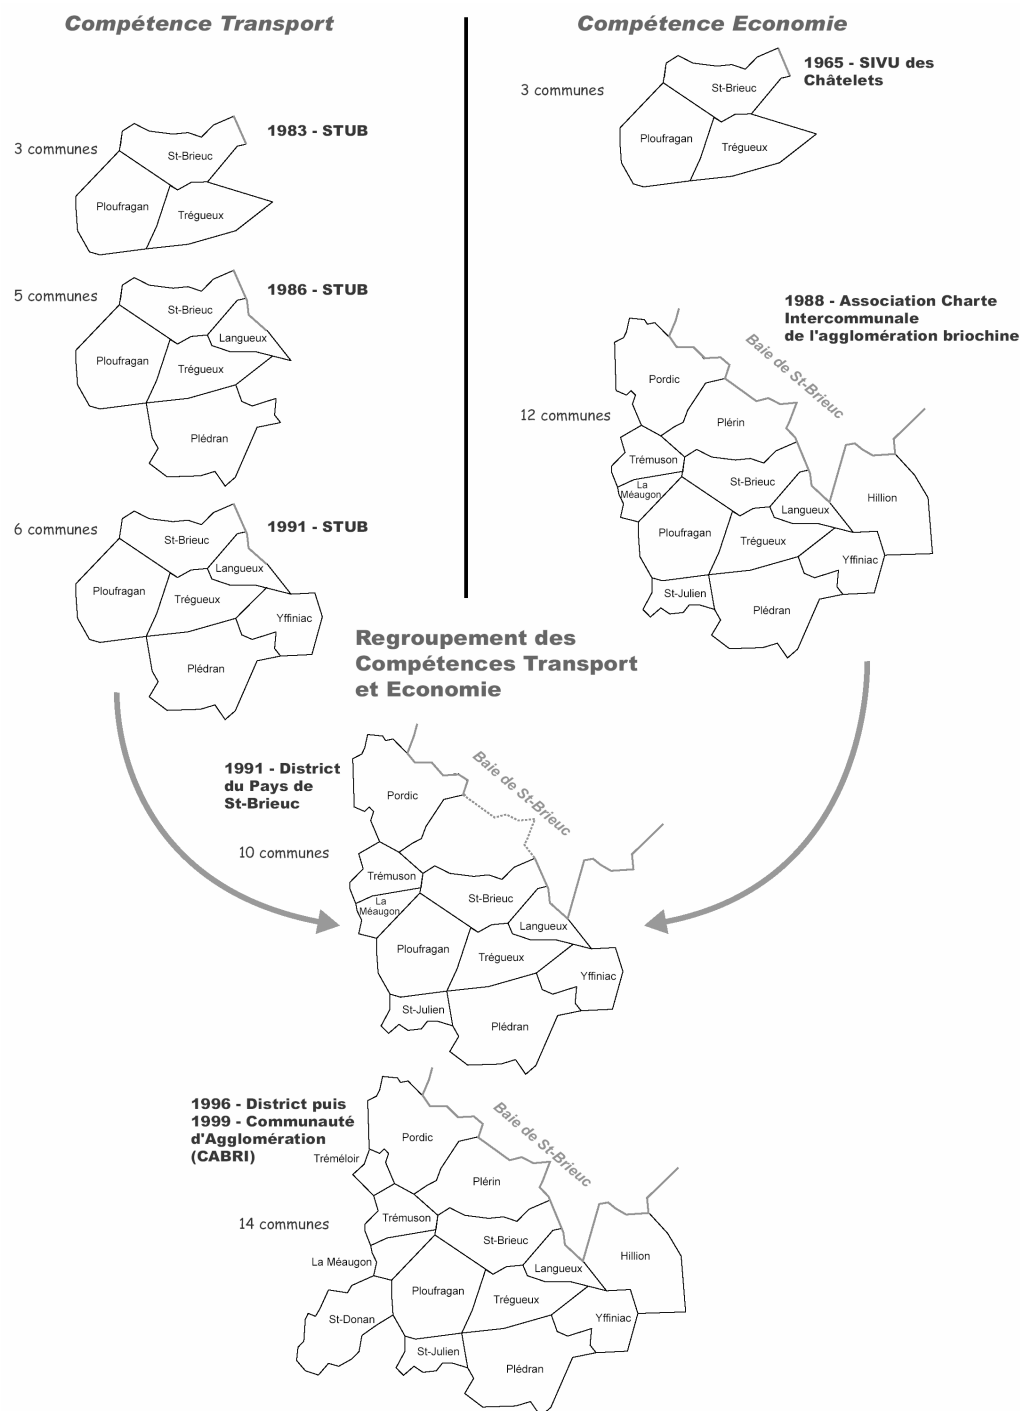 Compétence Transport
3 communes
1983 - STUB
St-Brieuc
Ploufragan
Trégueux
5 communes
1986 - STUB
St-Brieuc
Langueux
Ploufragan
Trégueux
Plédran
6 communes
1991 - STUB
St-Brieuc
Langueux
Ploufragan
Trégueux
Yffiniac
Plédran
Compétence Economie
3 communes
1965 - SIVU des
Châtelets
St-Brieuc
Ploufragan
Trégueux
1988 - Association Charte
Intercommunale
de l'agglomération briochine
12 communes
Baie de St-Brieuc
Pordic
Plérin
Trémuson
St-Brieuc
La
Méaugon
Langueux
Hillion
Ploufragan
Trégueux
Yffiniac
St-Julien
Plédran
Regroupement des
Compétences Transport
et Economie
1991 - District
du Pays de
St-Brieuc
10 communes
Baie de St-Brieuc
Pordic
Trémuson
La
Méaugon
St-Brieuc
Langueux
Ploufragan
Trégueux
Yffiniac
St-Julien
Plédran
1996 - District puis
1999 - Communauté
d'Agglomération
(CABRI)
14 communes
Baie de St-Brieuc
Pordic
Tréméloir
Plérin
Trémuson
St-Brieuc
La Méaugon
Langueux
Hillion
Ploufragan
Trégueux
St-Donan
Yffiniac
St-Julien
Plédran